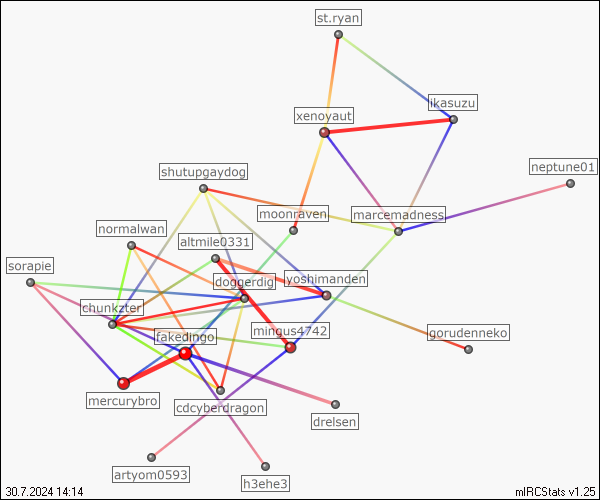 st.ryan
ikasuzu
xenoyaut
neptune01
shutupgaydog
moonraven
marcemadness
normalwan
altmile0331
sorapie
doggerdig
yoshimanden
chunkzter
fakedingo
mingus4742
gorudenneko
mercurybro
cdcyberdragon
drelsen
artyom0593
h3ehe3
30.7.2024 14:14
mIRCStats v1.25